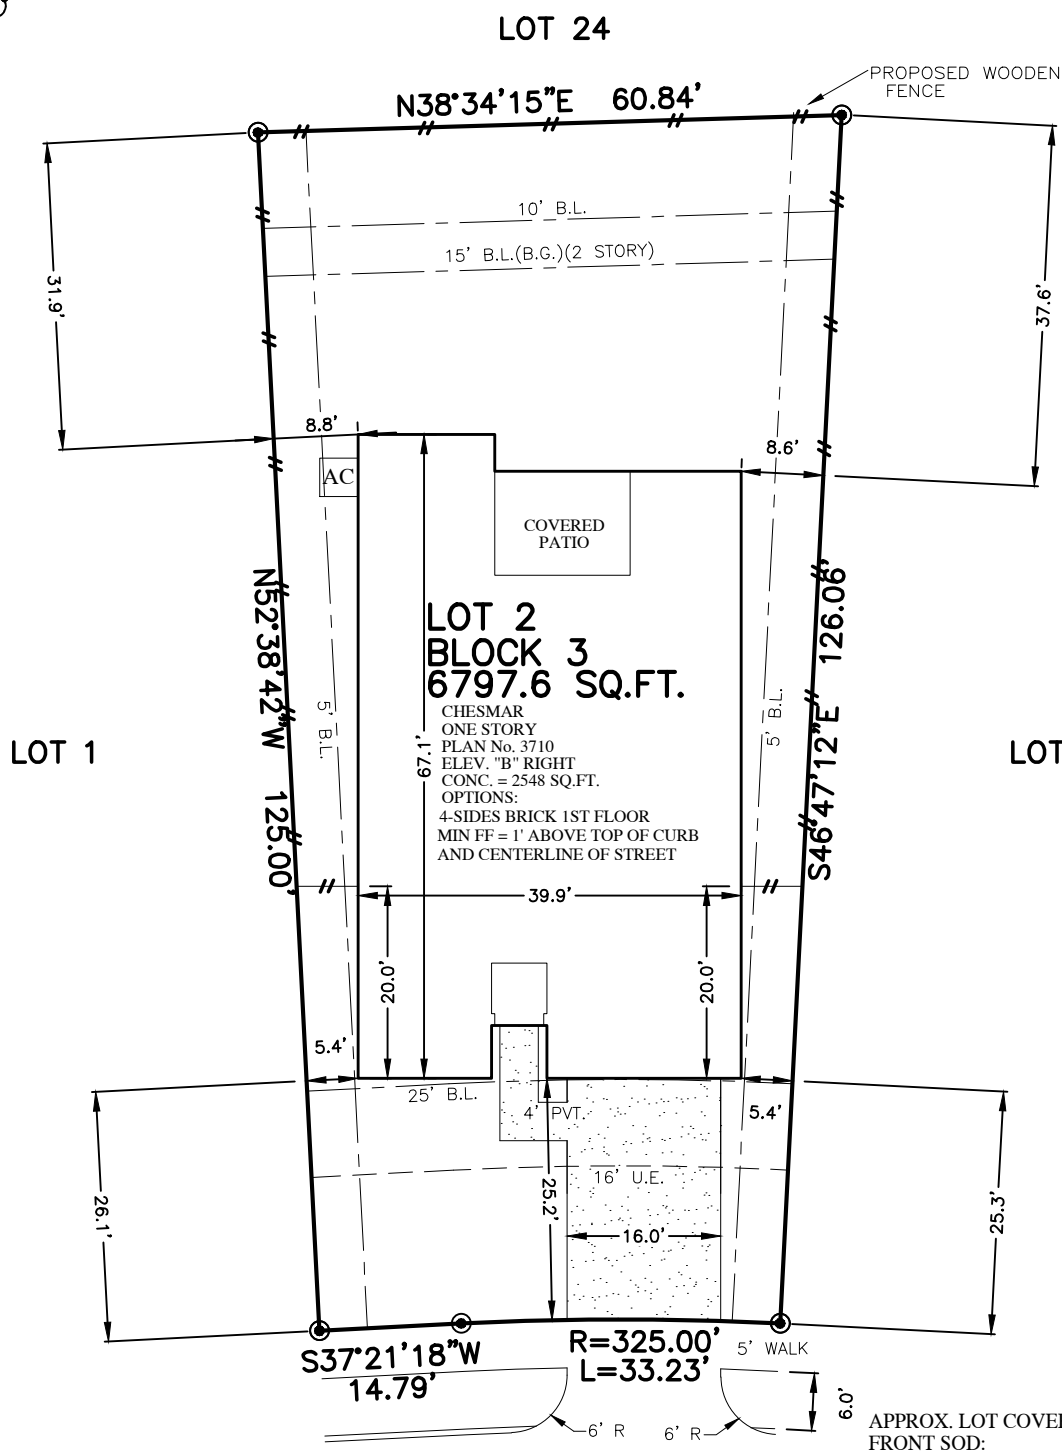 LOT 24
PROPOSED WOODEN
FENCE
N38°34'15"E 60.84'
10' B.L.
15' B.L.(B.G.)(2 STORY)
31.9'
37.6'
8.8'
8.6'
AC
COVERED
PATIO
LOT 2
BLOCK 3
6797.6 SQ.FT.
CHESMAR
ONE STORY
PLAN No. 3710
ELEV. "B" RIGHT
CONC. = 2548 SQ.FT.
OPTIONS:
4-SIDES BRICK 1ST FLOOR
MIN FF = 1' ABOVE TOP OF CURB
AND CENTERLINE OF STREET
N52°38'42"W 125.00'
S46°47'12"E 126.06'
5' B.L.
5' B.L.
67.1'
LOT 1
LOT
39.9'
20.0'
20.0'
5.4'
5.4'
25' B.L.
4' PVT.
16' U.E.
26.1'
25.2'
25.3'
16.0'
S37°21'18"W
14.79'
R=325.00'
L=33.23'
5' WALK
6' R
6' R
6.0'
APPROX. LOT COVE
FRONT SOD: